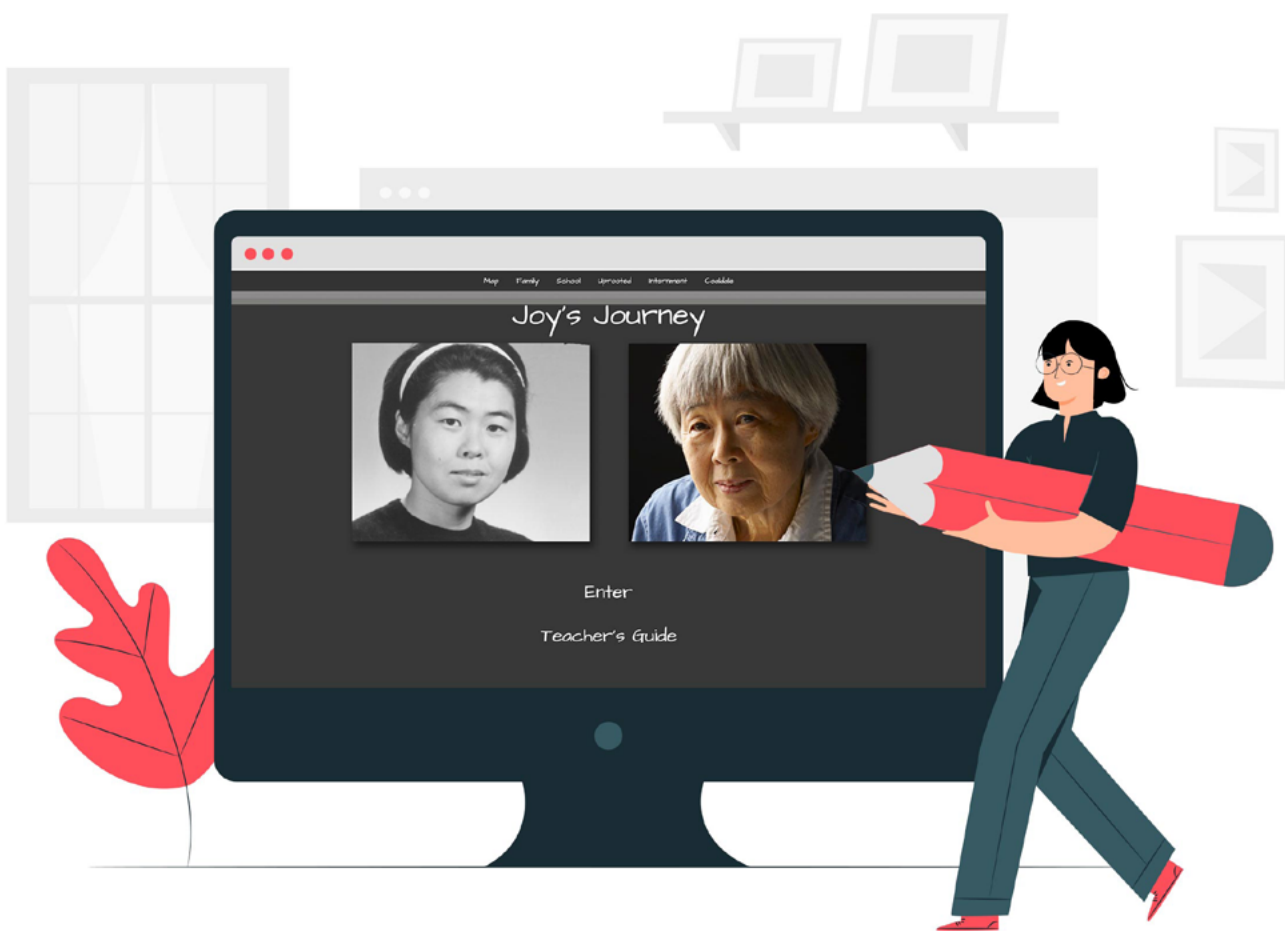 Map Family School Uprooted Internment Coaldale
Joy's Journey
Enter
Teacher's Guide